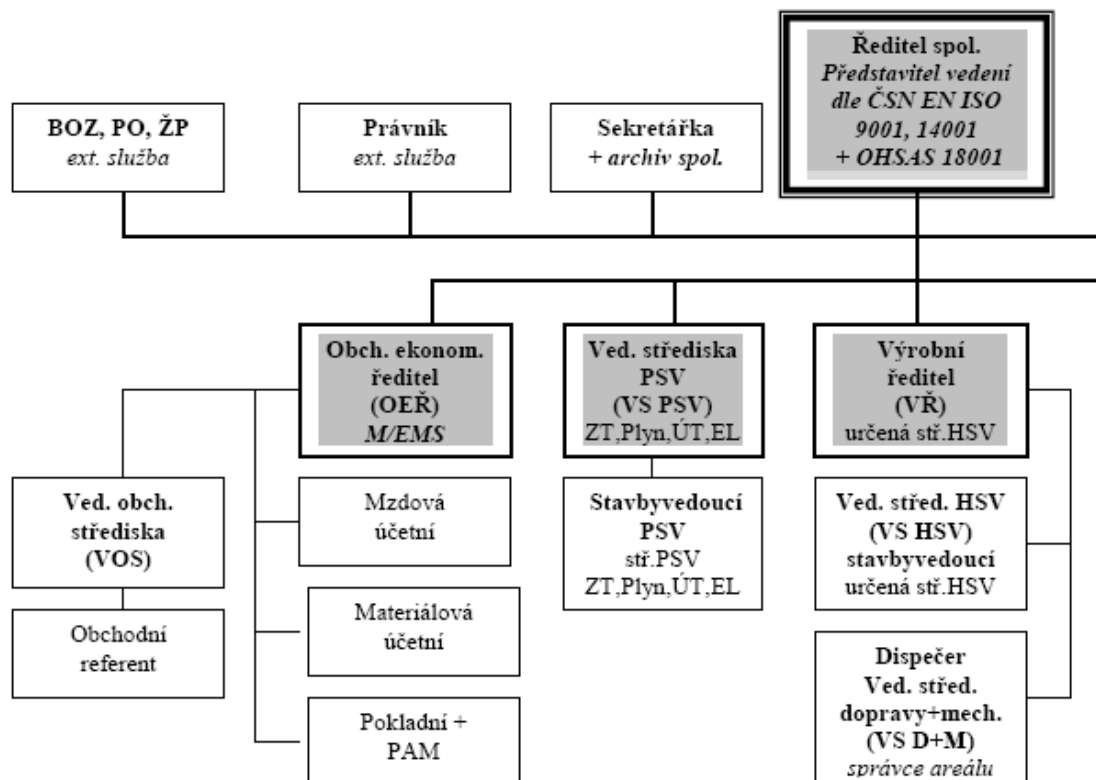 Ředitel spol.
Představitel vedení
dle ČSN EN ISO
9001, 14001
+ OHSAS 18001
BOZ, PO, ŽP
ext. služba
Právník
ext. služba
Sekretářka
+ archiv spol.
Obch. ekonom.
ředitel
(OEŘ)
M/EMS
Ved. střediska
PSV
(VS PSV)
ZT,Plyn,ÚT,EL
Výrobní
ředitel
(VŘ)
určená stř.HSV
Ved. obch.
střediska
(VOS)
Mzdová
účetní
Stavbyvedoucí
PSV
stř.PSV
ZT,Plyn,ÚT,EL
Ved. střed. HSV
(VS HSV)
stavbyvedoucí
určená stř.HSV
Obchodní
referent
Materiálová
účetní
Dispečer
Ved. střed.
dopravy+mech.
(VS D+M)
správce areálu
Pokladní +
PAM